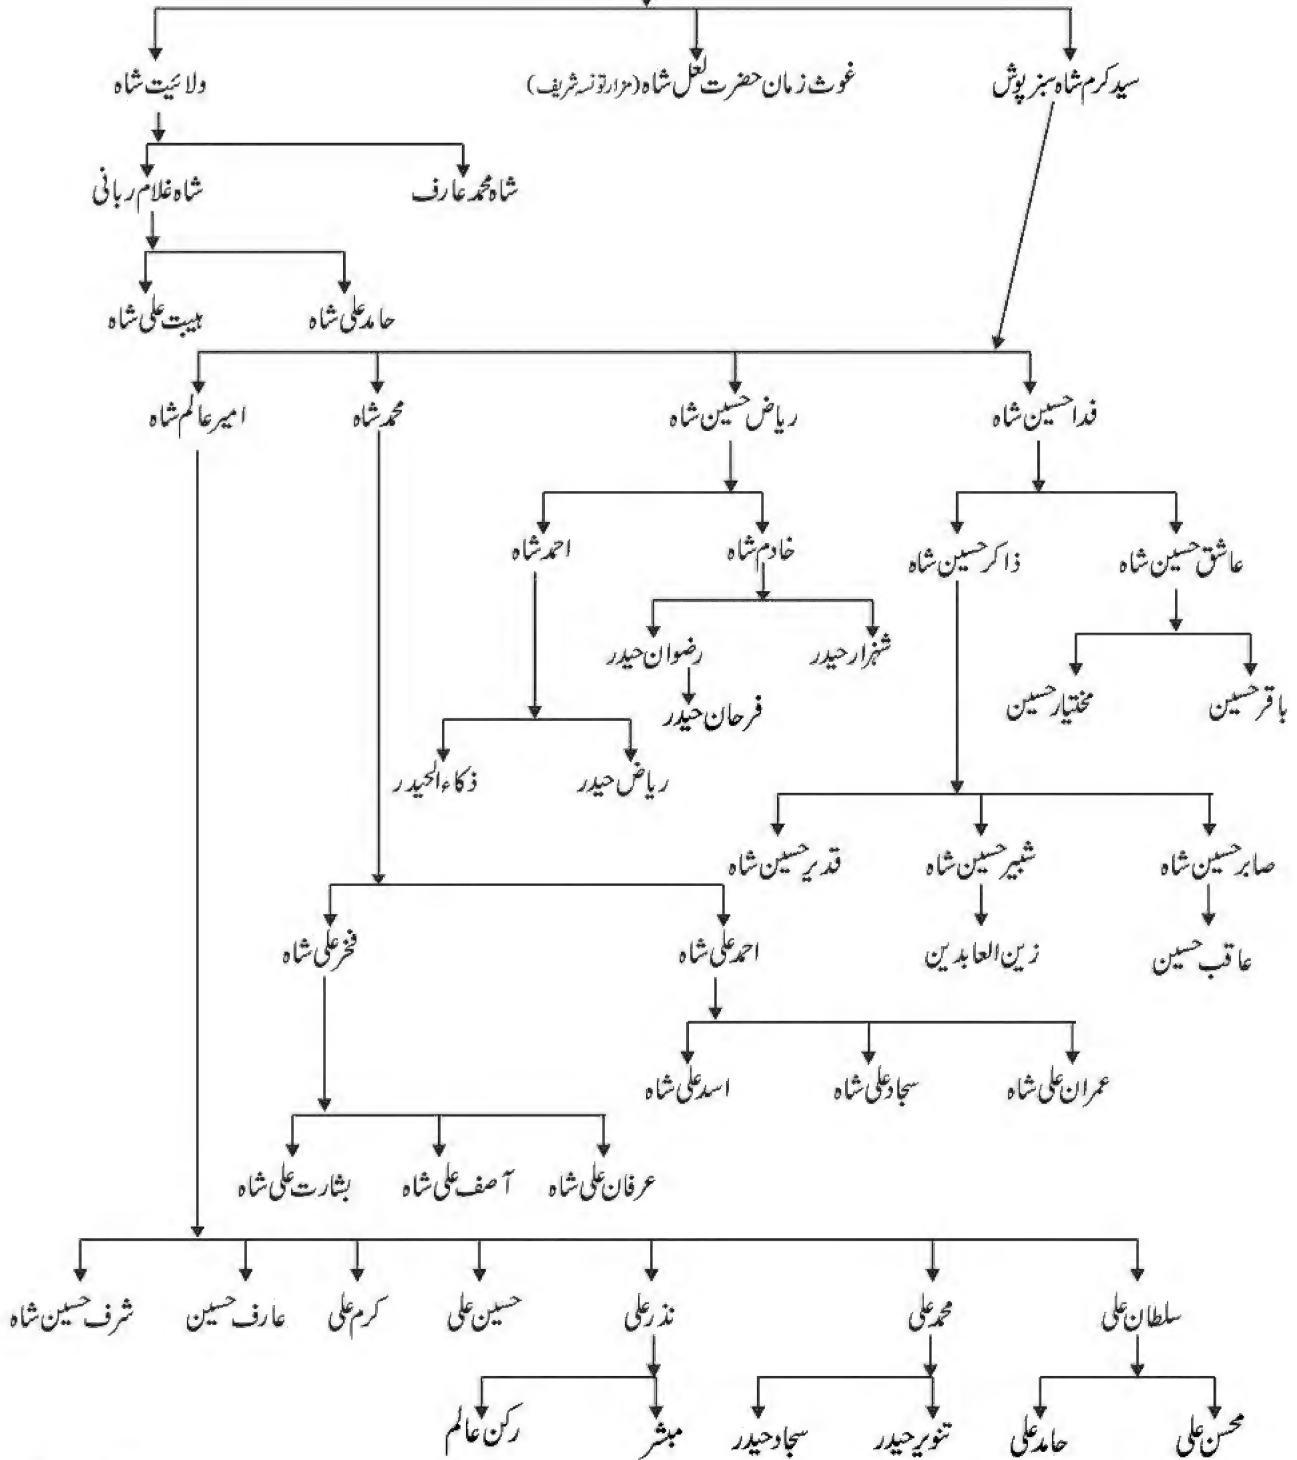 سید کرم شاہ سبز پوش
غوث زمان حضرت لعل شاہ (مزار تونسہ شریف)
ولائیت شاہ
شاہ محمد عارف
شاہ غلام ربانی
حامد علی شاہ
ہیبت علی شاہ
فدا حسین شاہ
ریاض حسین شاہ
محمد شاہ
امیر عالم شاہ
عاشق حسین شاہ
ذاکر حسین شاہ
خادم شاہ
احمد شاہ
شہزار حیدر
رضوان حیدر
باقر حسین
مختیار حسین
فرحان حیدر
ریاض حیدر
ذکاء الحیدر
صابر حسین شاہ
شبیر حسین شاہ
قدیر حسین شاہ
عاقب حسین
زین العابدین
احمد علی شاہ
فخر علی شاہ
عمران علی شاہ
سجاد علی شاہ
اسد علی شاہ
عرفان علی شاہ
آصف علی شاہ
بشارت علی شاہ
سلطان علی
محمد علی
نذر علی
حسین علی
کرم علی
عارف حسین
شرف حسین شاہ
محسن علی
حامد علی
تنویر حیدر
سجاد حیدر
مبشر
رکن عالم